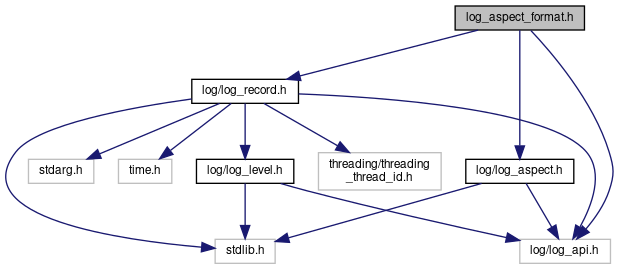 log_aspect_format.h
log/log_record.h
stdarg.h
time.h
log/log_level.h
threading/threading
_thread_id.h
log/log_aspect.h
stdlib.h
log/log_api.h